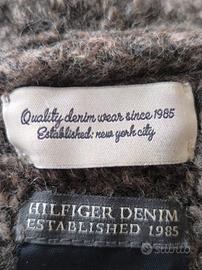 Quality denim wear since 1985
Established: new york city
HILFIGER DENIM
ESTABLISHED 1985
subito